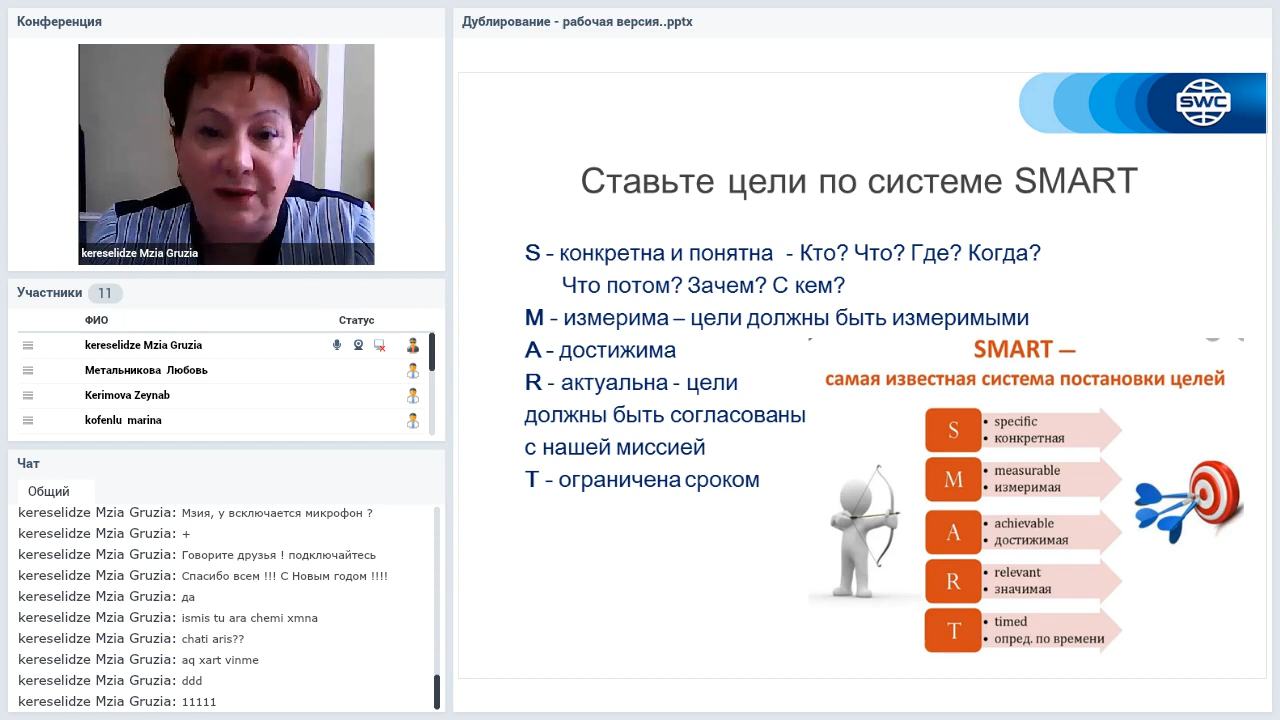 Конференция
kereselidze Mzia Gruzia
Участники 11
ФИО Статус
kereselidze Mzia Gruzia
Метальникова Любовь
Kerimova Zeynab
kofenlu marina
Чат
Общий
kereselidze Mzia Gruzia: Мзия, у всключается микрофон ?
kereselidze Mzia Gruzia: +
kereselidze Mzia Gruzia: Говорите друзья ! подключайтесь
kereselidze Mzia Gruzia: Спасибо всем !!! С Новым годом !!!!
kereselidze Mzia Gruzia: да
kereselidze Mzia Gruzia: ismis tu ara chemi xmna
kereselidze Mzia Gruzia: chati aris??
kereselidze Mzia Gruzia: aq xart vinme
kereselidze Mzia Gruzia: ddd
kereselidze Mzia Gruzia: 11111
Дублирование - рабочая версия..pptx
SWC
Ставьте цели по системе SMART
S - конкретна и понятна - Кто? Что? Где? Когда?
Что потом? Зачем? С кем?
M - измерима – цели должны быть измеримыми
A - достижима
R - актуальна - цели
должны быть согласованы
с нашей миссией
T - ограничена сроком
SMART —
самая известная система постановки целей
S
• specific
• конкретная
M
• measurable
• измеримая
A
• achievable
• достижимая
R
• relevant
• значимая
T
• timed
• опред. по времени